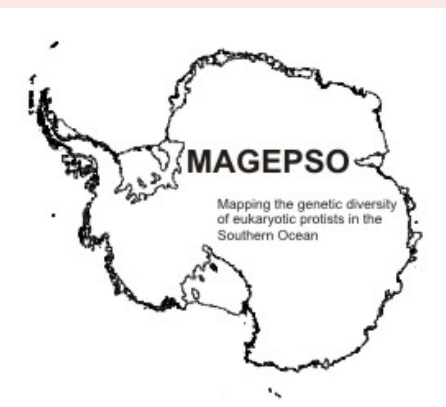 MAGEPSO
Mapping the genetic diversity
of eukaryotic protists in the
Southern Ocean